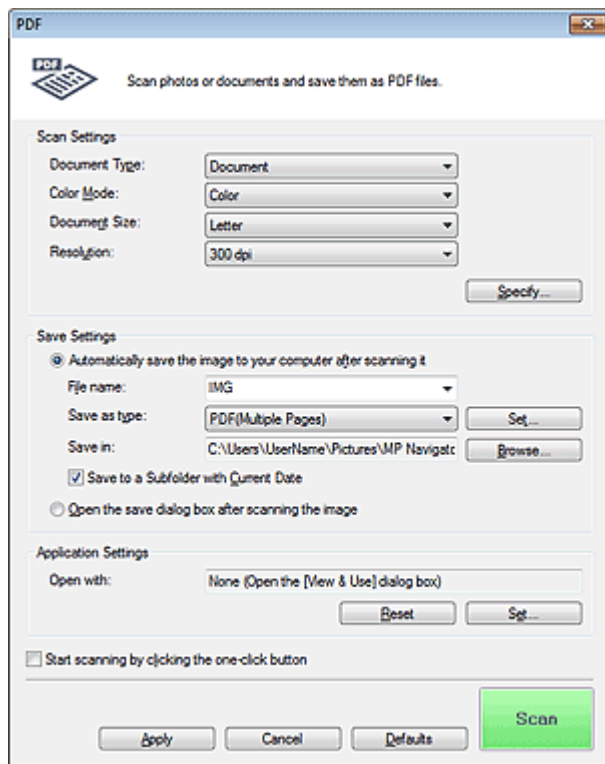 PDF
PDF
Scan photos or documents and save them as PDF files.
Scan Settings
Document Type: Document
Color Mode: Color
Document Size: Letter
Resolution: 300 dpi
Specify...
Save Settings
Automatically save the image to your computer after scanning it
File name: IMG
Save as type: PDF(Multiple Pages) Set...
Save in: C:\Users\UserName\Pictures\MP Navigatc Browse...
Save to a Subfolder with Current Date
Open the save dialog box after scanning the image
Application Settings
Open with: None (Open the [View & Use] dialog box)
Reset Set...
Start scanning by clicking the one-click button
Scan
Apply Cancel Defaults